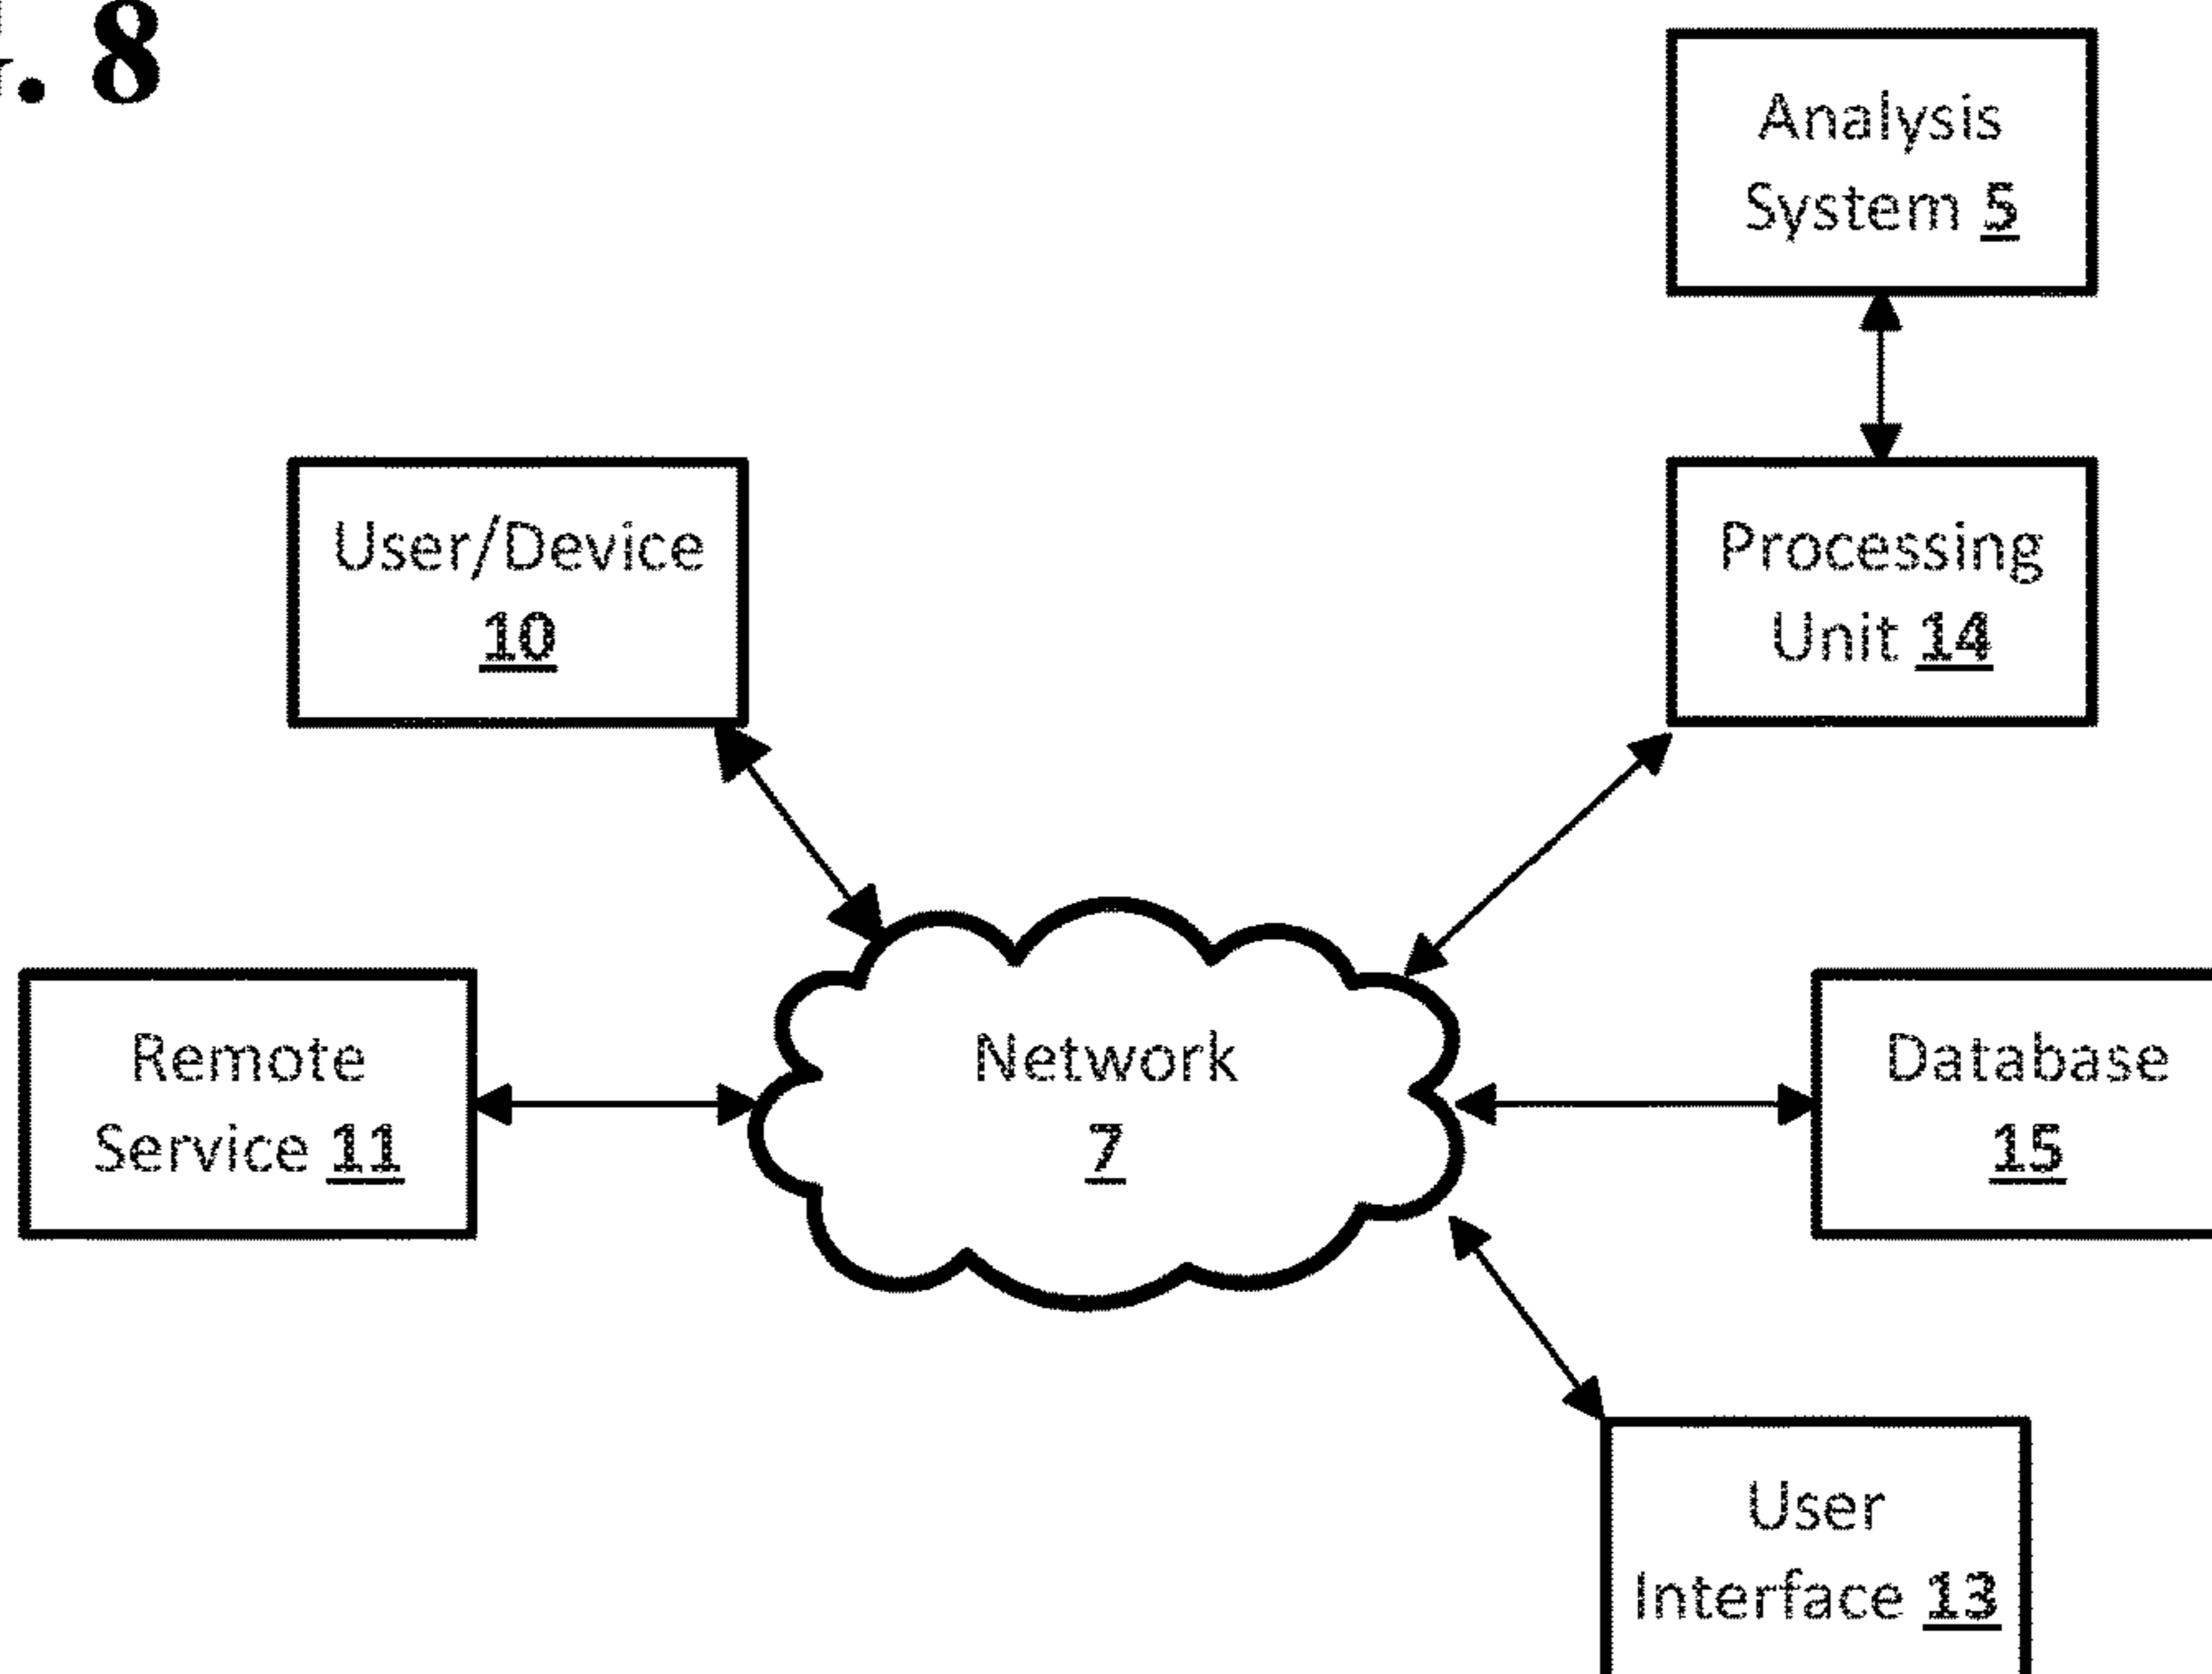 . 8
Analysis
System 5
User/Device
10
Processing
Unit 14
Remote
Service 11
Network
7
Database
15
User
Interface 13